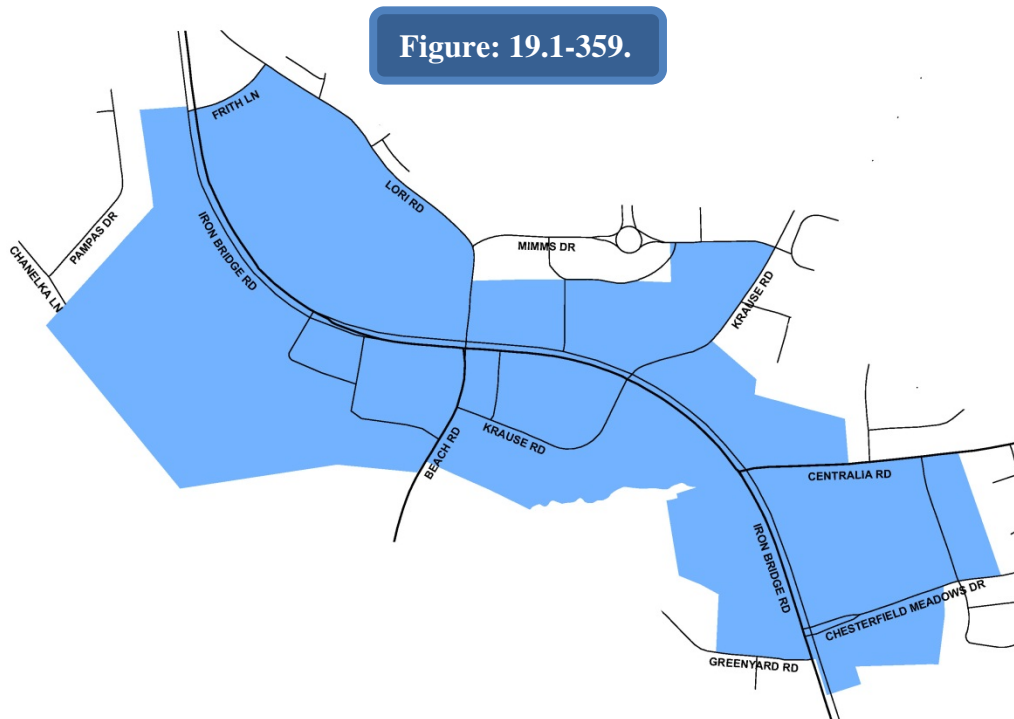 Figure: 19.1-359.
FRITH LN
LORI RD
PAMPAS DR
IRON BRIDGE RD
MIMMS DR
CHANELKA LN
KRAUSE RD
BEACH RD
KRAUSE RD
CENTRALIA RD
IRON BRIDGE RD
CHESTERFIELD MEADOWS DR
GREENYARD RD